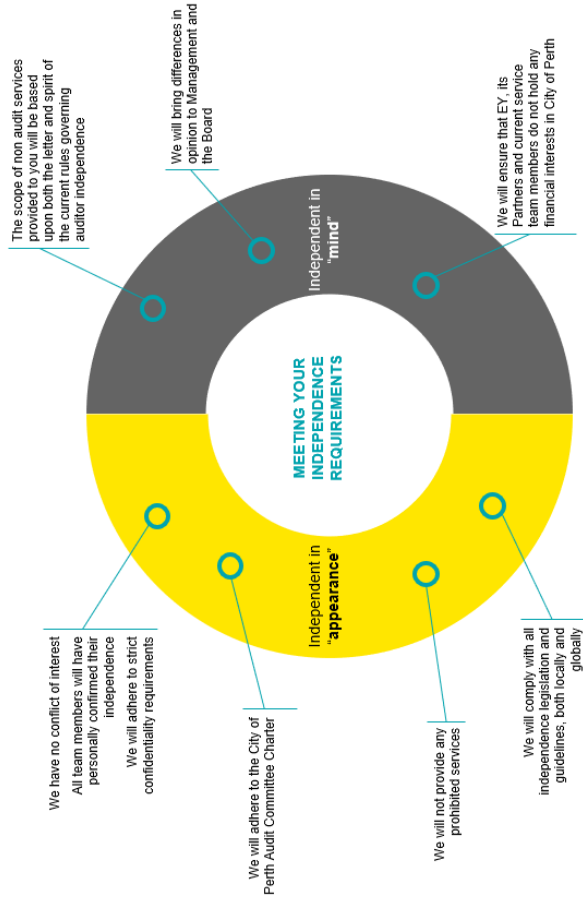 We have no conflict of interest
All team members will have
personally confirmed their
independence
We will adhere to strict
confidentiality requirements
We will adhere to the City of
Perth Audit Committee Charter
We will not provide any
prohibited services
We will comply with all
independence legislation and
guidelines, both locally and
globally
Independent in
“appearance”
MEETING YOUR
INDEPENDENCE
REQUIREMENTS
Independent in
“mind”
The scope of non audit services
provided to you will be based
upon both the letter and spirit of
the current rules governing
auditor independence
We will bring differences in
opinion to Management and
the Board
We will ensure that EY, its
Partners and current service
team members do not hold any
financial interests in City of Perth